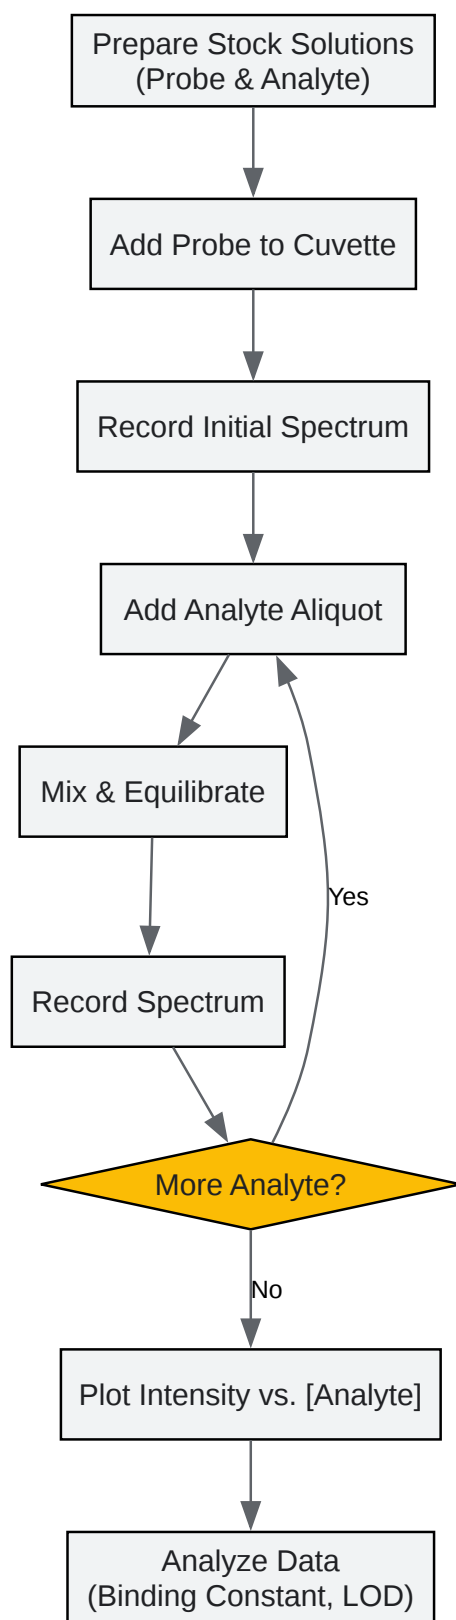 Prepare Stock Solutions
(Probe & Analyte)
Add Probe to Cuvette
Record Initial Spectrum
Add Analyte Aliquot
Mix & Equilibrate
Yes
Record Spectrum
More Analyte?
No
Plot Intensity vs. [Analyte]
Analyze Data
(Binding Constant, LOD)